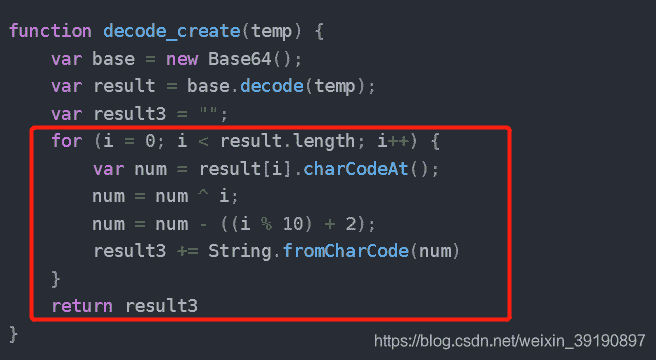 function decode_create(temp) {
    var base = new Base64();
    var result = base.decode(temp);
    var result3 = "";
    for (i = 0; i < result.length; i++) {
        var num = result[i].charCodeAt();
        num = num ^ i;
        num = num - ((i % 10) + 2);
        result3 += String.fromCharCode(num)
    }
    return result3
}
https://blog.csdn.net/weixin_39190897